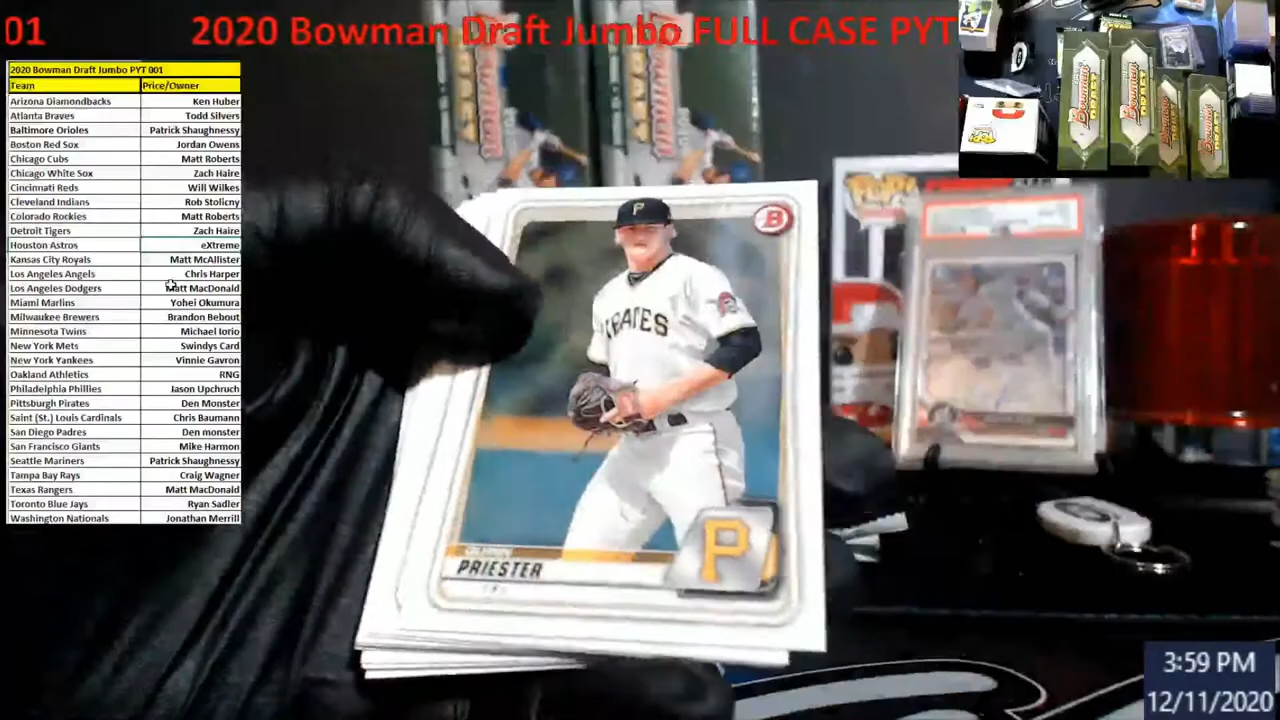 01 2020 Bowman Draft Jumbo FULL CASE PYT
2020 Bowman Draft Jumbo PYT 001
Team Price/Owner
Arizona Diamondbacks Ken Huber
Atlanta Braves Todd Silvers
Baltimore Orioles Patrick Shaughnessy
Boston Red Sox Jordan Owens
Chicago Cubs Matt Roberts
Chicago White Sox Zach Haire
Cincinnati Reds Will Wilkes
Cleveland Indians Rob Stolicny
Colorado Rockies Matt Roberts
Detroit Tigers Zach Haire
Houston Astros eXtreme
Kansas City Royals Matt McAllister
Los Angeles Angels Chris Harper
Los Angeles Dodgers Matt MacDonald
Miami Marlins Yohei Okumura
Milwaukee Brewers Brandon Bebout
Minnesota Twins Michael Iorio
New York Mets Swindys Card
New York Yankees Vinnie Gavron
Oakland Athletics RNG
Philadelphia Phillies Jason Upchruch
Pittsburgh Pirates Den Monster
Saint (St.) Louis Cardinals Chris Baumann
San Diego Padres Den monster
San Francisco Giants Mike Harmon
Seattle Mariners Patrick Shaughnessy
Tampa Bay Rays Craig Wagner
Texas Rangers Matt MacDonald
Toronto Blue Jays Ryan Sadler
Washington Nationals Jonathan Merrill
P
B
PRIESTER
P
POP!
Bowman
DRAFT
Bowman
DRAFT
3:59 PM
12/11/2020